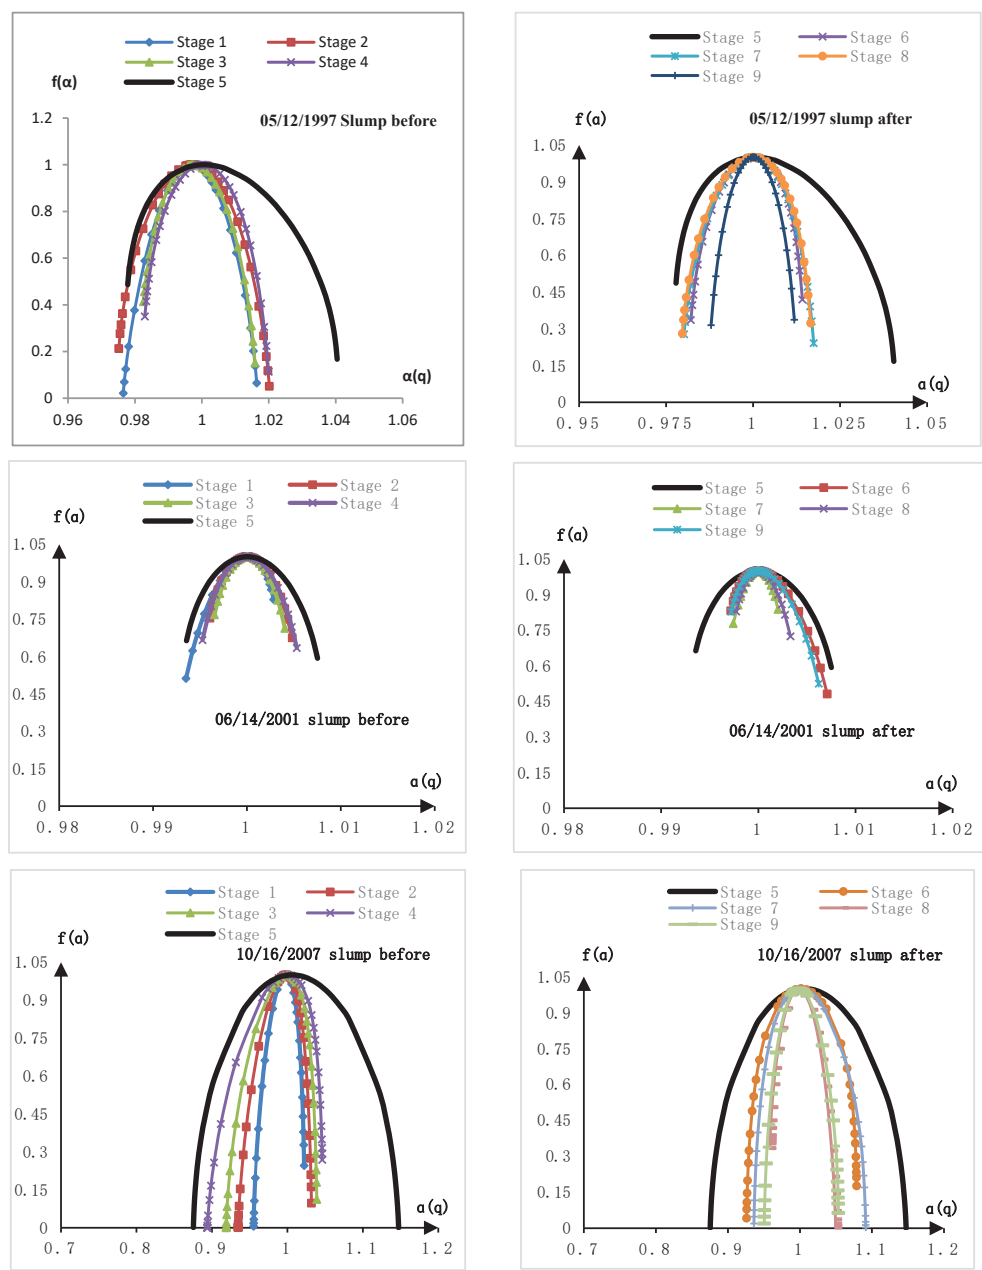 Stage 1 Stage 2
Stage 3 Stage 4
Stage 5
f(α)
05/12/1997 Slump before
1.2
1
0.8
0.6
0.4
0.2
0
α(q)
0.96 0.98 1 1.02 1.04 1.06
Stage 5 Stage 6
Stage 7 Stage 8
Stage 9
f(a)
05/12/1997 slump after
1.05
0.9
0.75
0.6
0.45
0.3
0.15
0
a(q)
0.95 0.975 1 1.025 1.05
Stage 1 Stage 2
Stage 3 Stage 4
Stage 5
f(a)
1.05
0.9
0.75
0.6
0.45
0.3
0.15
0
06/14/2001 slump before
a(q)
0.98 0.99 1 1.01 1.02
Stage 5 Stage 6
Stage 7 Stage 8
Stage 9
f(a)
1.05
0.9
0.75
0.6
0.45
0.3
0.15
0
06/14/2001 slump after
a(q)
0.98 0.99 1 1.01 1.02
Stage 1 Stage 2
Stage 3 Stage 4
Stage 5
f(a)
10/16/2007 slump before
1.05
0.9
0.75
0.6
0.45
0.3
0.15
0
a(q)
0.7 0.8 0.9 1 1.1 1.2
Stage 5 Stage 6
Stage 7 Stage 8
Stage 9
f(a)
10/16/2007 slump after
1.05
0.9
0.75
0.6
0.45
0.3
0.15
0
a(q)
0.7 0.8 0.9 1 1.1 1.2